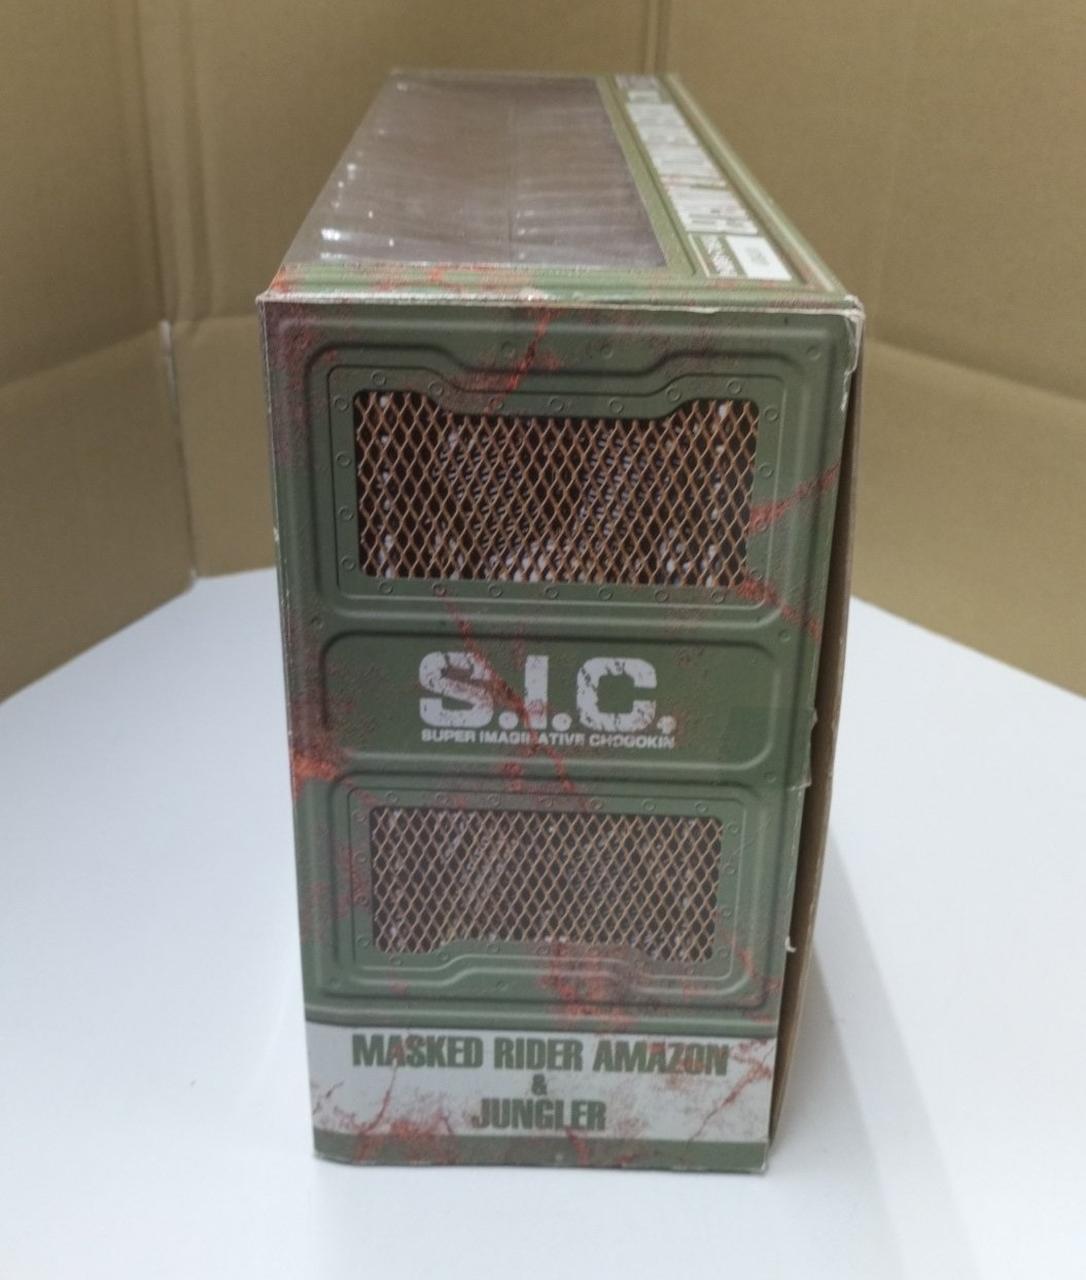 S.I.C.
SUPER IMAGINATIVE CHOGOKIN
MASKED RIDER AMAZON
&
JUNGLER